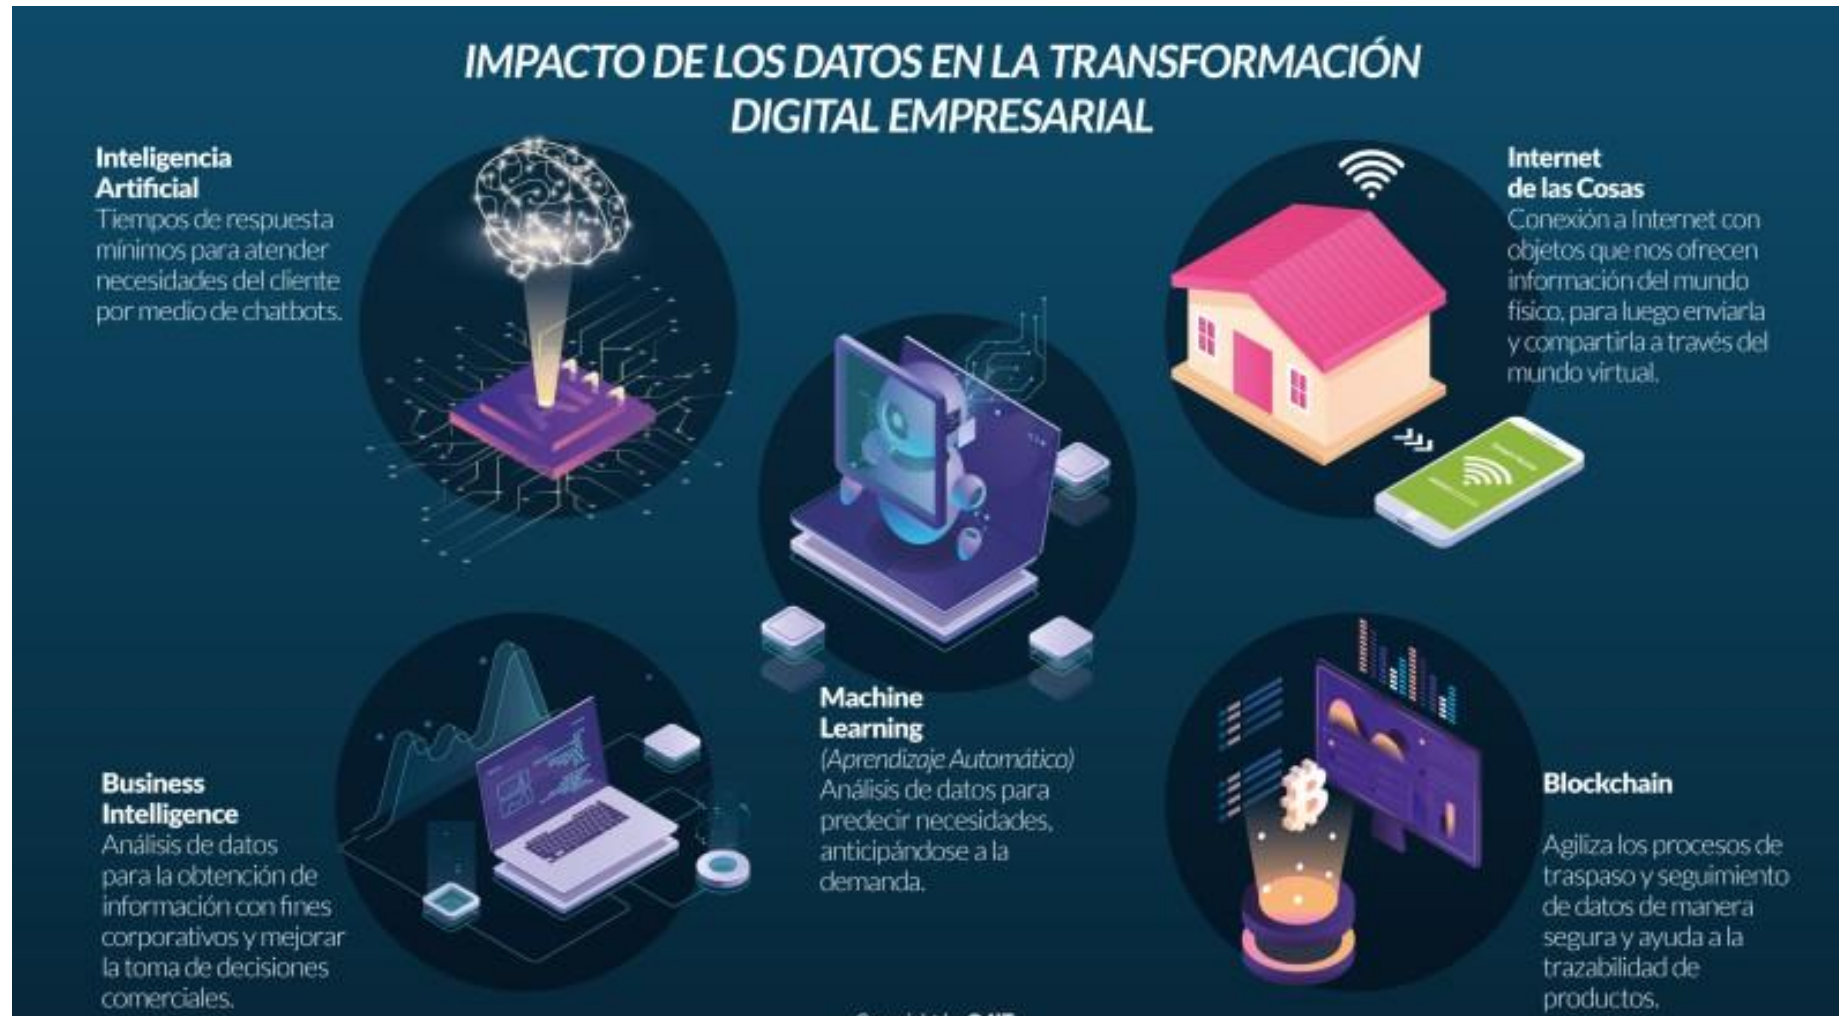 IMPACTO DE LOS DATOS EN LA TRANSFORMACIÓN
DIGITAL EMPRESARIAL
Inteligencia
Artificial
Tiempos de respuesta
mínimos para atender
necesidades del cliente
por medio de chatbots.
Internet
de las Cosas
Conexión a Internet con
objetos que nos ofrecen
información del mundo
físico, para luego enviarla
y compartirla a través del
mundo virtual.
Machine
Learning
(Aprendizaje Automático)
Análisis de datos para
predecir necesidades,
anticipándose a la
demanda.
Business
Intelligence
Análisis de datos
para la obtención de
información con fines
corporativos y mejorar
la toma de decisiones
comerciales.
Blockchain
Agiliza los procesos de
traspaso y seguimiento
de datos de manera
segura y ayuda a la
trazabilidad de
productos.